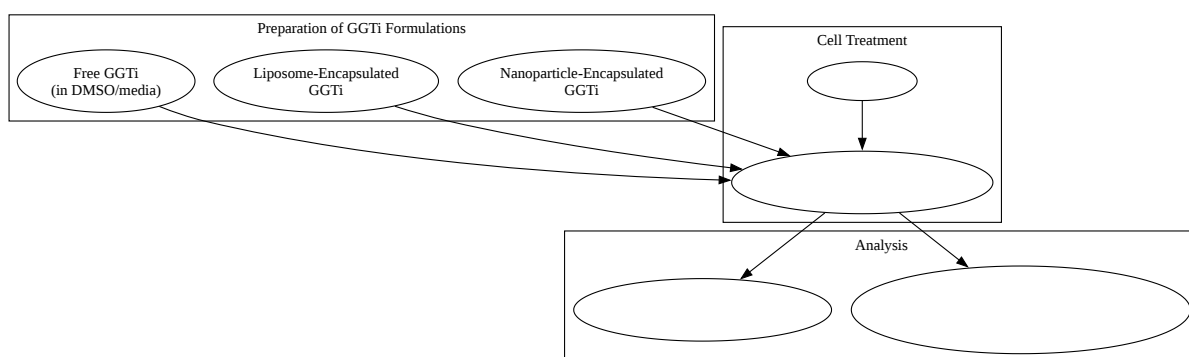 Preparation of GGTi Formulations
Free GGTi
(in DMSO/media)
Liposome-Encapsulated
GGTi
Nanoparticle-Encapsulated
GGTi
Cell Treatment
Analysis